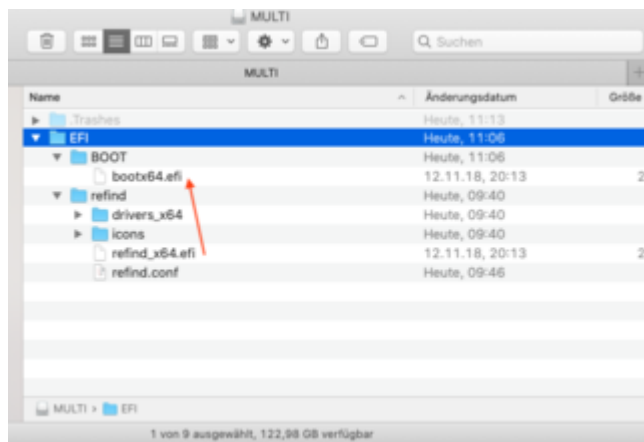 MULTI
Suchen
MULTI
Name Änderungsdatum Größe
.Trashes Heute, 11:13
EFI Heute, 11:06
BOOT Heute, 11:06
bootx64.efi 12.11.18, 20:13 2
refind Heute, 09:40
drivers_x64 Heute, 09:40
icons Heute, 09:40
refind_x64.efi 12.11.18, 20:13 2
refind.conf Heute, 09:46
MULTI › EFI
1 von 9 ausgewählt, 122,98 GB verfügbar